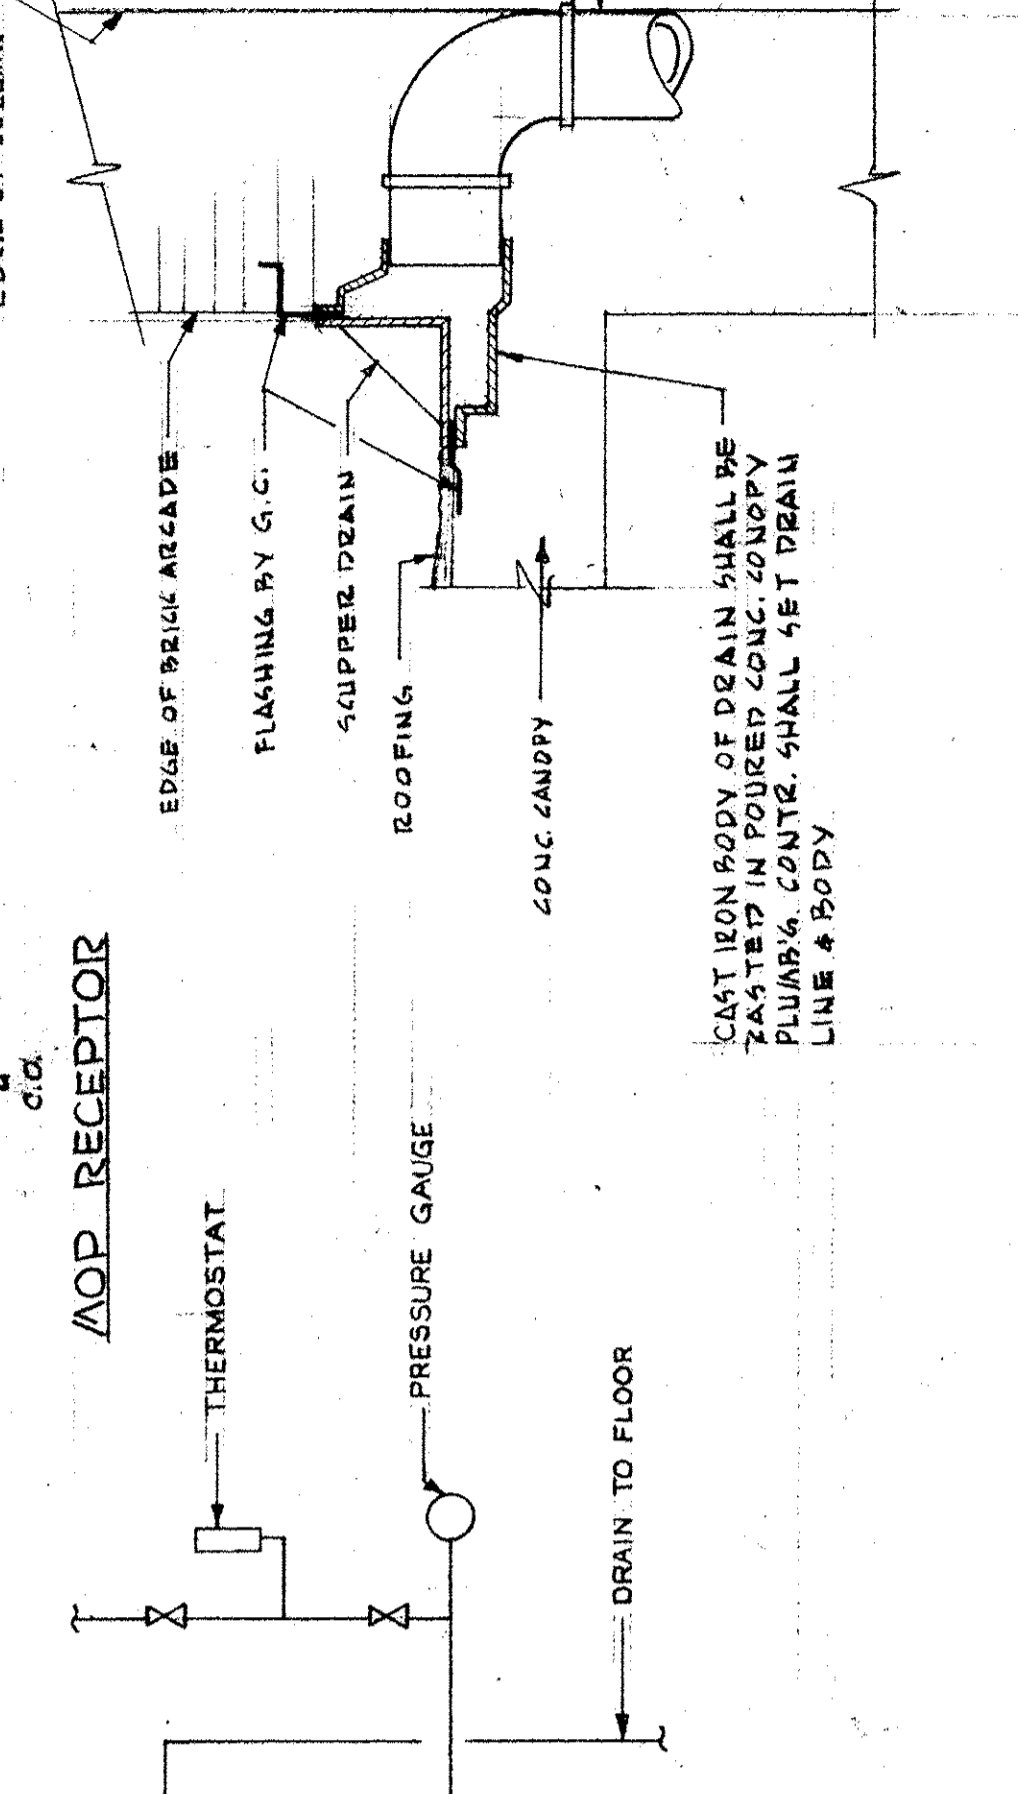 C.O.
MOP RECEPTOR
THERMOSTAT
PRESSURE GAUGE
DRAIN TO FLOOR
EDGE OF BRICK ARCADE
FLASHING BY G.C.
SCUPPER DRAIN
ROOFING
CONC. CANOPY
CAST IRON BODY OF DRAIN SHALL BE
CASTED IN POURED CONC. CONOPY
PLUMB'G. CONTR. SHALL SET DRAIN
LINE & BODY